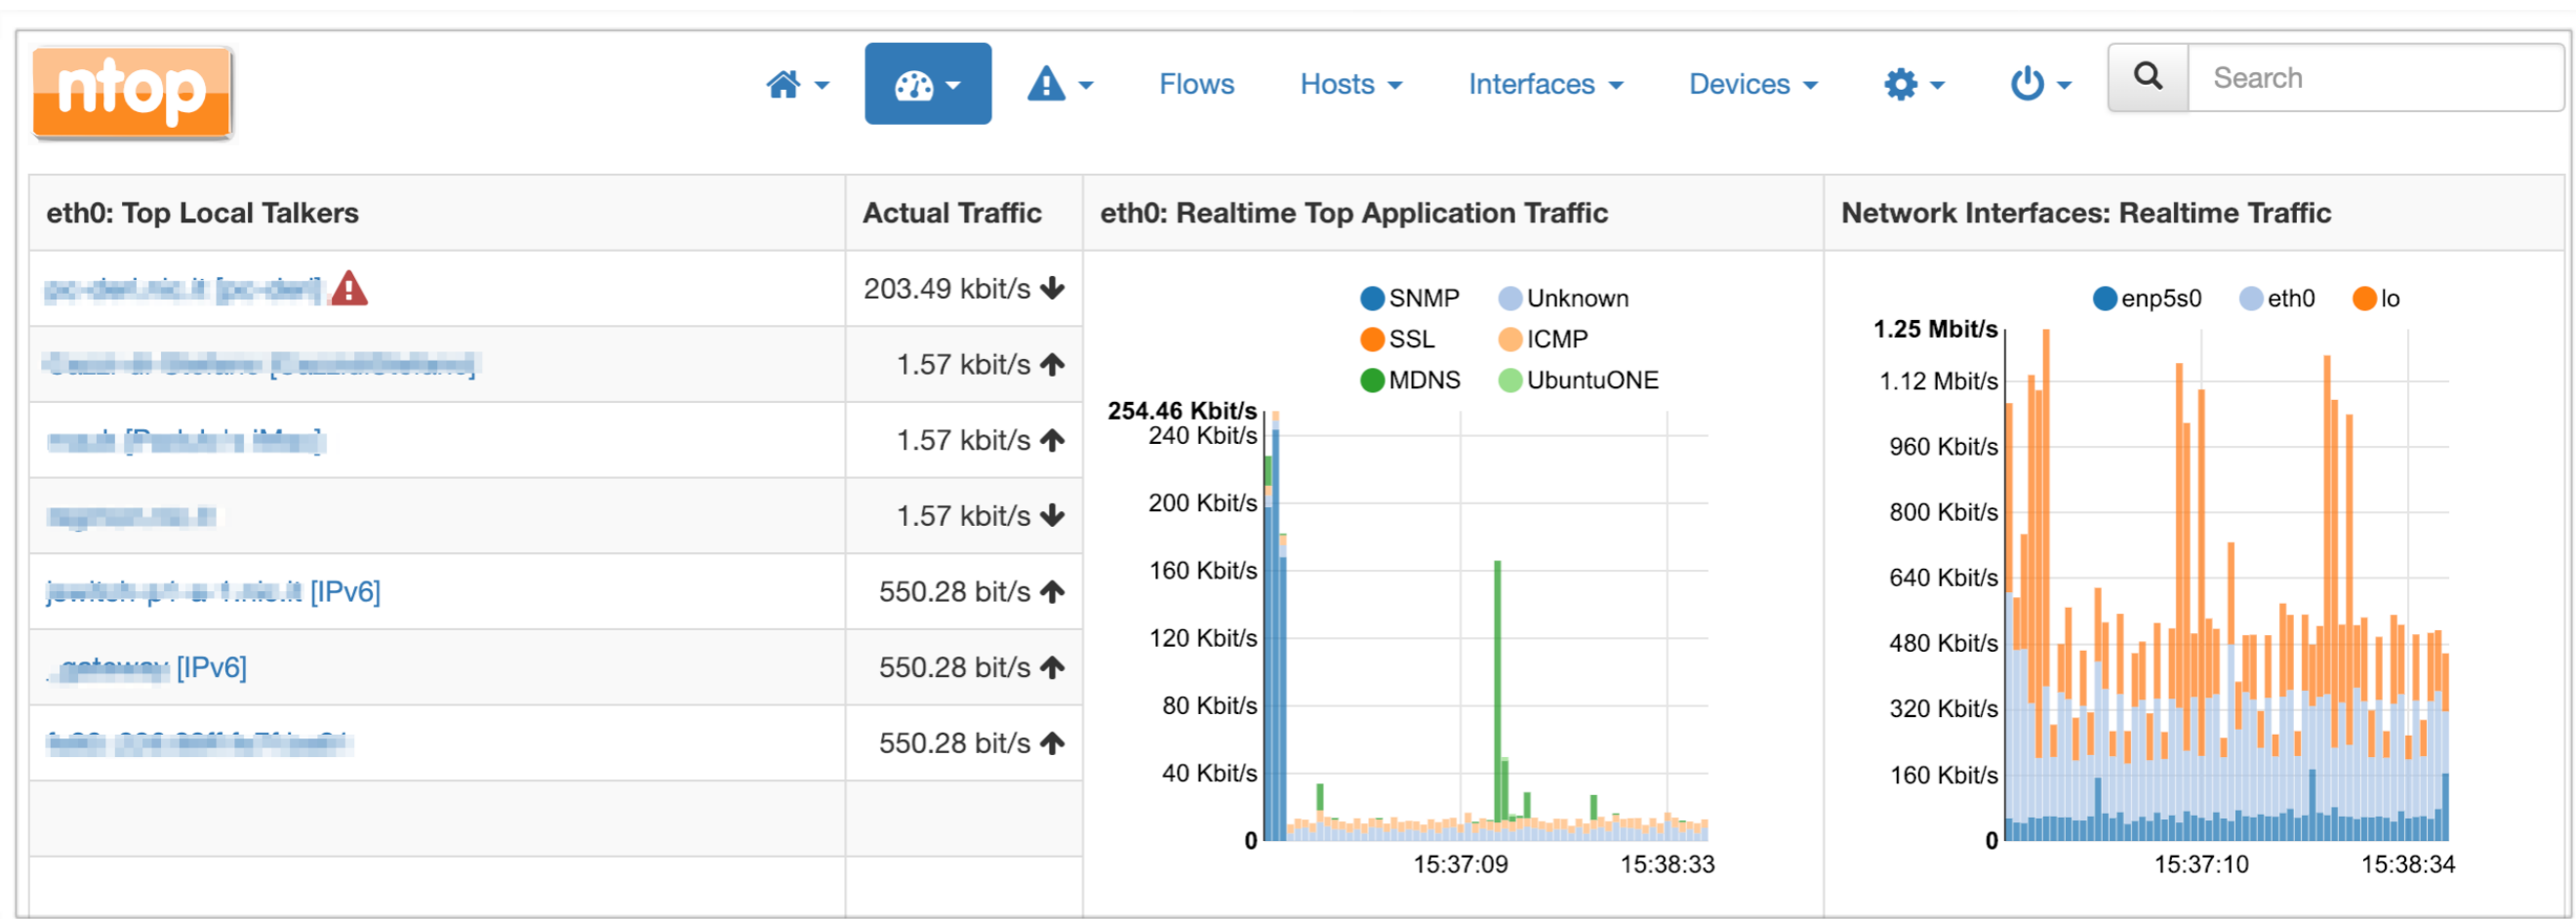 ntop
Flows Hosts Interfaces Devices Search
eth0: Top Local Talkers Actual Traffic eth0: Realtime Top Application Traffic Network Interfaces: Realtime Traffic
203.49 kbit/s
1.57 kbit/s
1.57 kbit/s
1.57 kbit/s
[IPv6] 550.28 bit/s
[IPv6] 550.28 bit/s
550.28 bit/s
SNMP Unknown
SSL ICMP
MDNS UbuntuONE
254.46 Kbit/s
240 Kbit/s
200 Kbit/s
160 Kbit/s
120 Kbit/s
80 Kbit/s
40 Kbit/s
0
15:37:09 15:38:33
enp5s0 eth0 lo
1.25 Mbit/s
1.12 Mbit/s
960 Kbit/s
800 Kbit/s
640 Kbit/s
480 Kbit/s
320 Kbit/s
160 Kbit/s
0
15:37:10 15:38:34